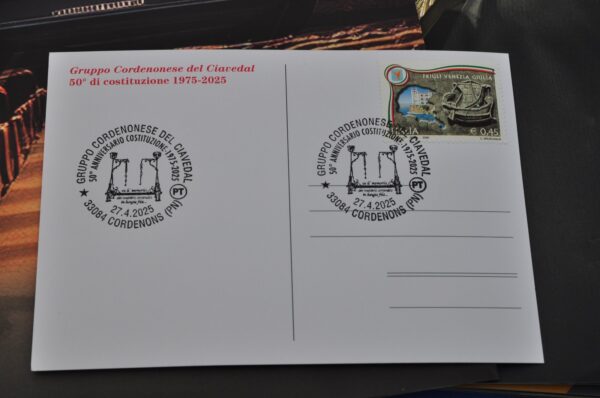 Gruppo Cordenonese del Ciavedal
50° di costituzione 1975-2025
GRUPPO CORDENONESE DEL CIAVEDAL
50° ANNIVERSARIO COSTITUZIONE 1975-2025
PT
27.4.2025
33084 CORDENONS (PN)
FRIULI VENEZIA GIULIA
ITALIA
€ 0,45
GRUPPO CORDENONESE DEL CIAVEDAL
50° ANNIVERSARIO COSTITUZIONE 1975-2025
PT
27.4.2025
33084 CORDENONS (PN)